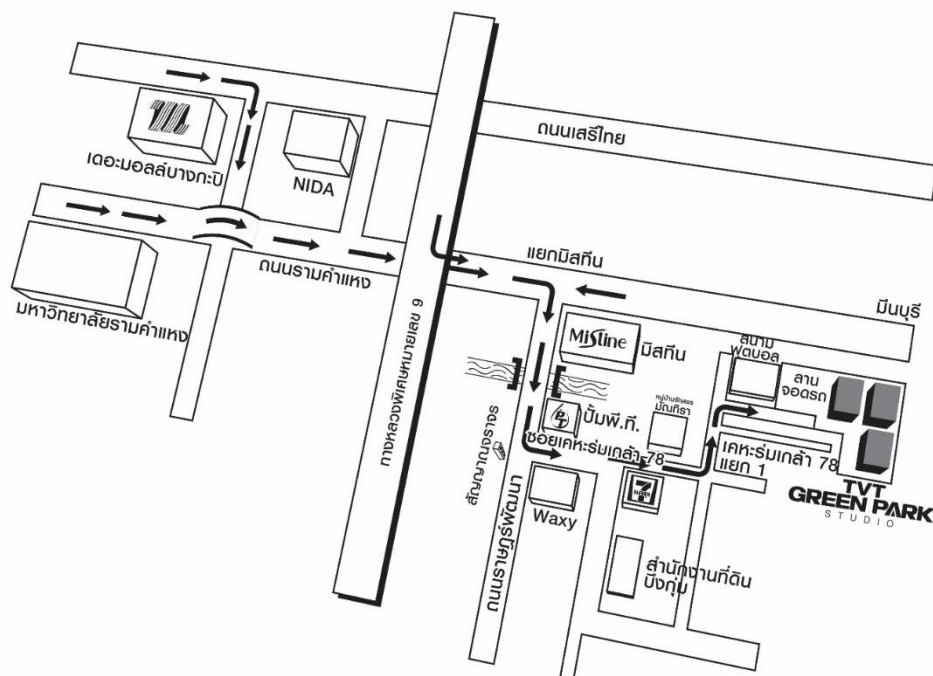 ถนนเสรีไทย
เดอะมอลล์บางกะปิ
NIDA
แยกมิสทีน
ถนนรามคำแหง
มีนบุรี
มหาวิทยาลัยรามคำแหง
ทางหลวงพิเศษหมายเลข 9
Mistine
มิสทีน
สนาม
ฟุตบอล
ลาน
จอดรถ
หมู่บ้านจัดสรร
มัณฑิรา
PT
ปั๊มพี.ที.
ซอยเคหะร่มเกล้า 78
เคหะร่มเกล้า 78
แยก 1
สัญญาณจราจร
7
ELEVEN
TVT
GREEN PARK
STUDIO
Waxy
ถนนราษฎร์พัฒนา
สำนักงานที่ดิน
บึงกุ่ม